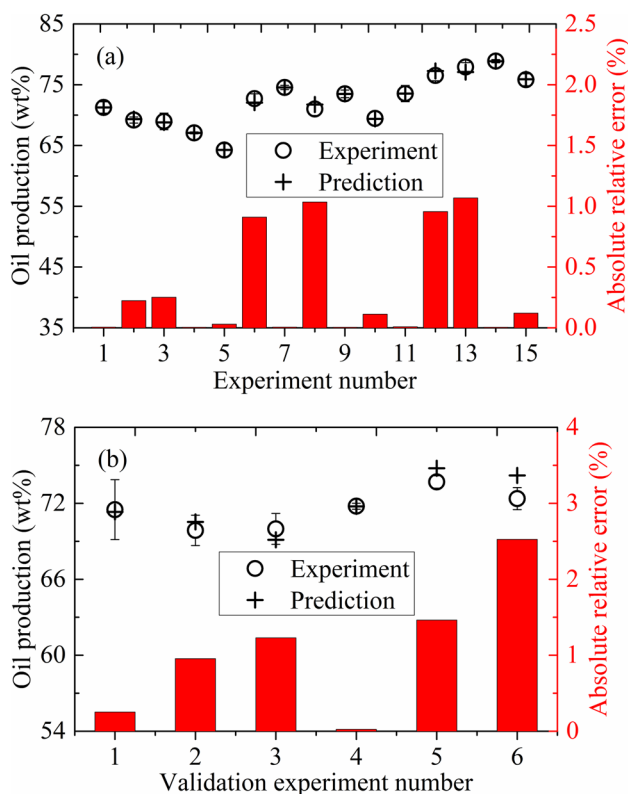 85
75
65
55
45
35
Oil production (wt%)
(a)
Experiment
Prediction
2.5
2.0
1.5
1.0
0.5
0.0
Absolute relative error (%)
1 3 5 7 9 11 13 15
Experiment number
78
72
66
60
54
Oil production (wt%)
(b)
Experiment
Prediction
4
3
2
1
0
Absolute relative error (%)
1 2 3 4 5 6
Validation experiment number